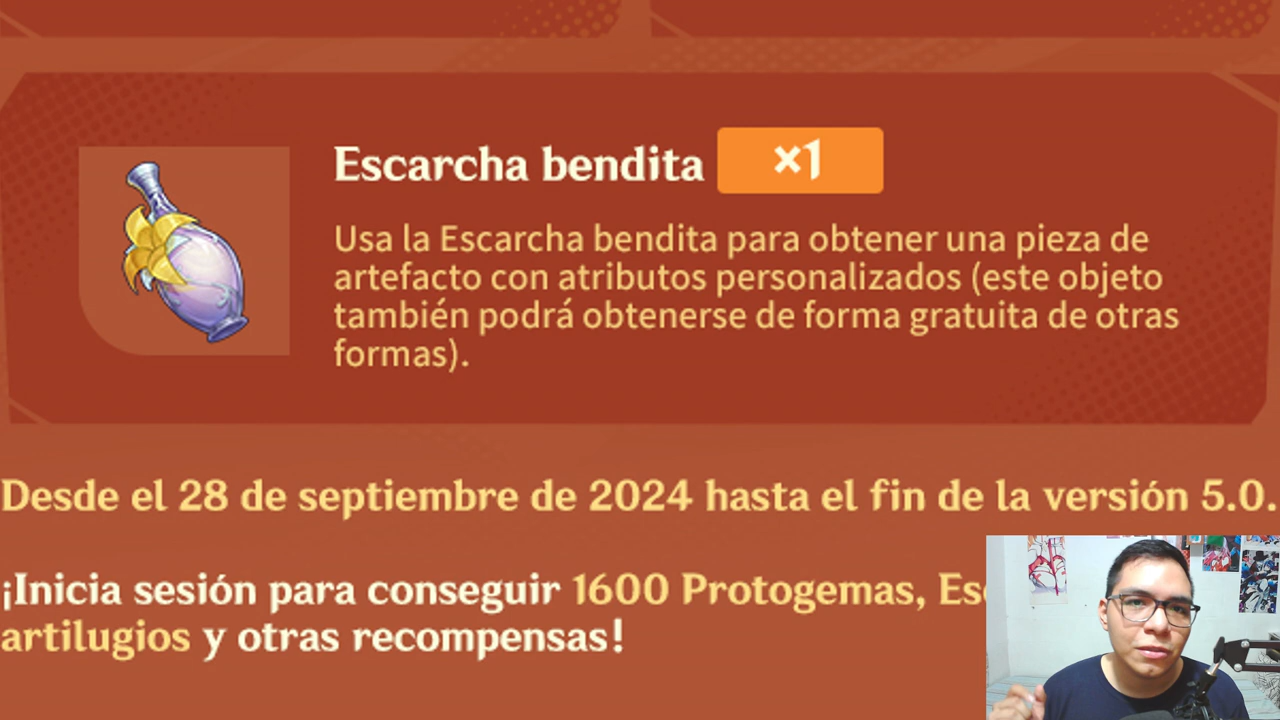 Escarcha bendita ×1
Usa la Escarcha bendita para obtener una pieza de
artefacto con atributos personalizados (este objeto
también podrá obtenerse de forma gratuita de otras
formas).
Desde el 28 de septiembre de 2024 hasta el fin de la versión 5.0.
¡Inicia sesión para conseguir 1600 Protogemas,
artilugios y otras recompensas!